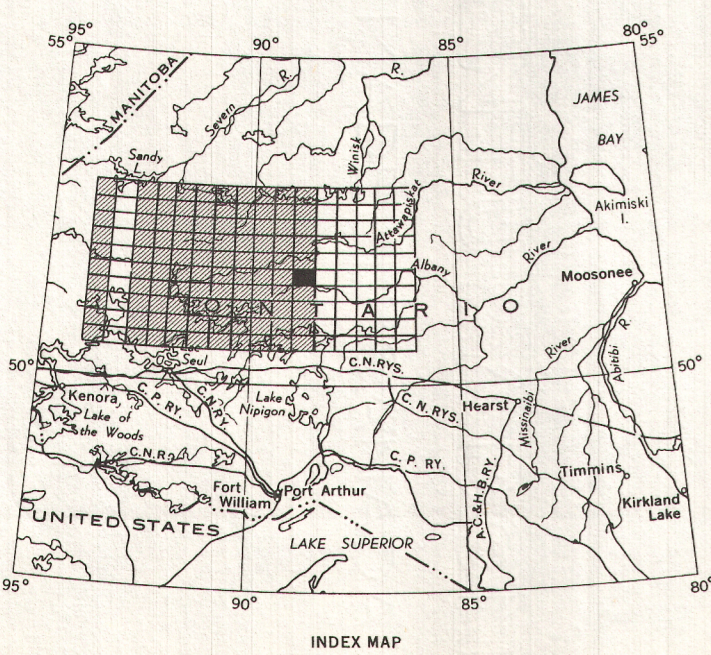 95°
90°
85°
80°
55°
55°
MANITOBA
Severn R.
R.
JAMES
BAY
Sandy
L.
Winisk
River
Attawapiskat
Akimiski
I.
River
Albany
Moosonee
ONTARIO
Seul
C.N.RYS.
River
Abitibi R.
50°
50°
Kenora
C.P.RY.
C.N.RY.
Lake
Nipigon
C.N.RYS.
Hearst
Missinaibi
Lake of
the Woods
C.N.R.
C.P. RY.
Timmins
Fort
William
Port Arthur
A.C.&H.B.RY.
Kirkland
Lake
UNITED STATES
LAKE SUPERIOR
95°
90°
85°
80°
INDEX MAP